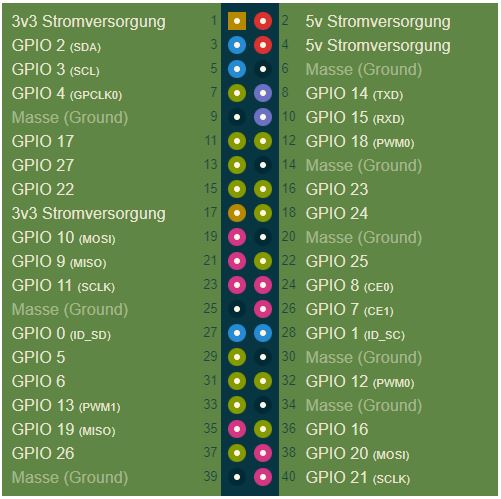 3v3 Stromversorgung 1 2 5v Stromversorgung
GPIO 2 (SDA) 3 4 5v Stromversorgung
GPIO 3 (SCL) 5 6 Masse (Ground)
GPIO 4 (GPCLK0) 7 8 GPIO 14 (TXD)
Masse (Ground) 9 10 GPIO 15 (RXD)
GPIO 17 11 12 GPIO 18 (PWM0)
GPIO 27 13 14 Masse (Ground)
GPIO 22 15 16 GPIO 23
3v3 Stromversorgung 17 18 GPIO 24
GPIO 10 (MOSI) 19 20 Masse (Ground)
GPIO 9 (MISO) 21 22 GPIO 25
GPIO 11 (SCLK) 23 24 GPIO 8 (CE0)
Masse (Ground) 25 26 GPIO 7 (CE1)
GPIO 0 (ID_SD) 27 28 GPIO 1 (ID_SC)
GPIO 5 29 30 Masse (Ground)
GPIO 6 31 32 GPIO 12 (PWM0)
GPIO 13 (PWM1) 33 34 Masse (Ground)
GPIO 19 (MISO) 35 36 GPIO 16
GPIO 26 37 38 GPIO 20 (MOSI)
Masse (Ground) 39 40 GPIO 21 (SCLK)